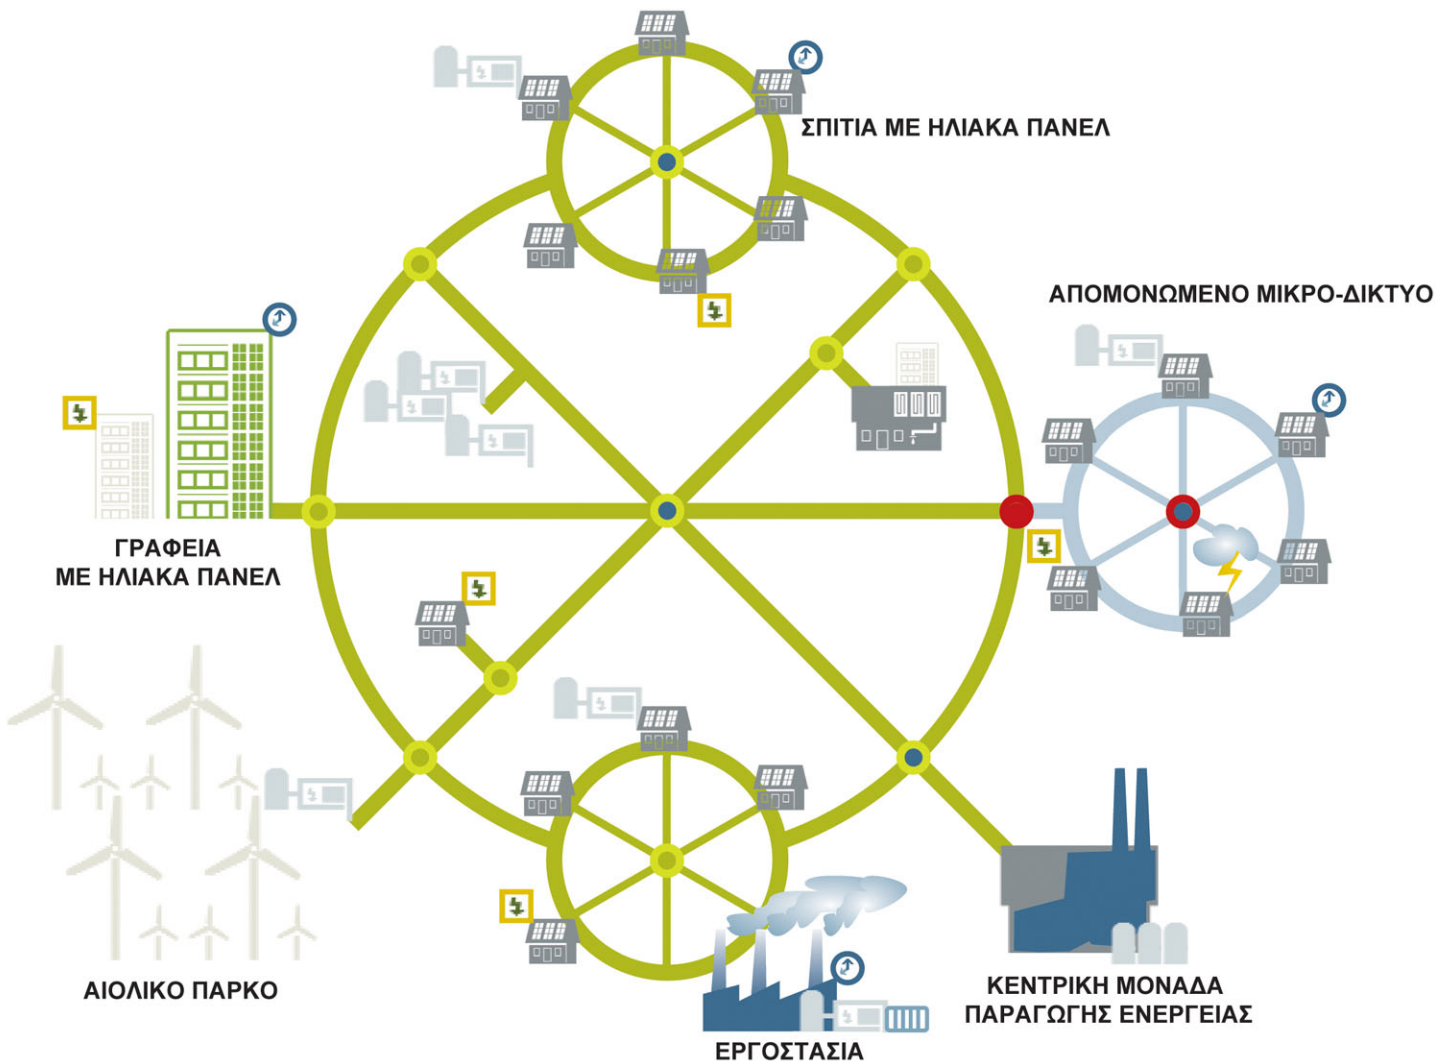 ΣΠΙΤΙΑ ΜΕ ΗΛΙΑΚΑ ΠΑΝΕΛ
ΑΠΟΜΟΝΩΜΕΝΟ ΜΙΚΡΟ-ΔΙΚΤΥΟ
ΓΡΑΦΕΙΑ
ΜΕ ΗΛΙΑΚΑ ΠΑΝΕΛ
ΑΙΟΛΙΚΟ ΠΑΡΚΟ
ΚΕΝΤΡΙΚΗ ΜΟΝΑΔΑ
ΠΑΡΑΓΩΓΗΣ ΕΝΕΡΓΕΙΑΣ
ΕΡΓΟΣΤΑΣΙΑ